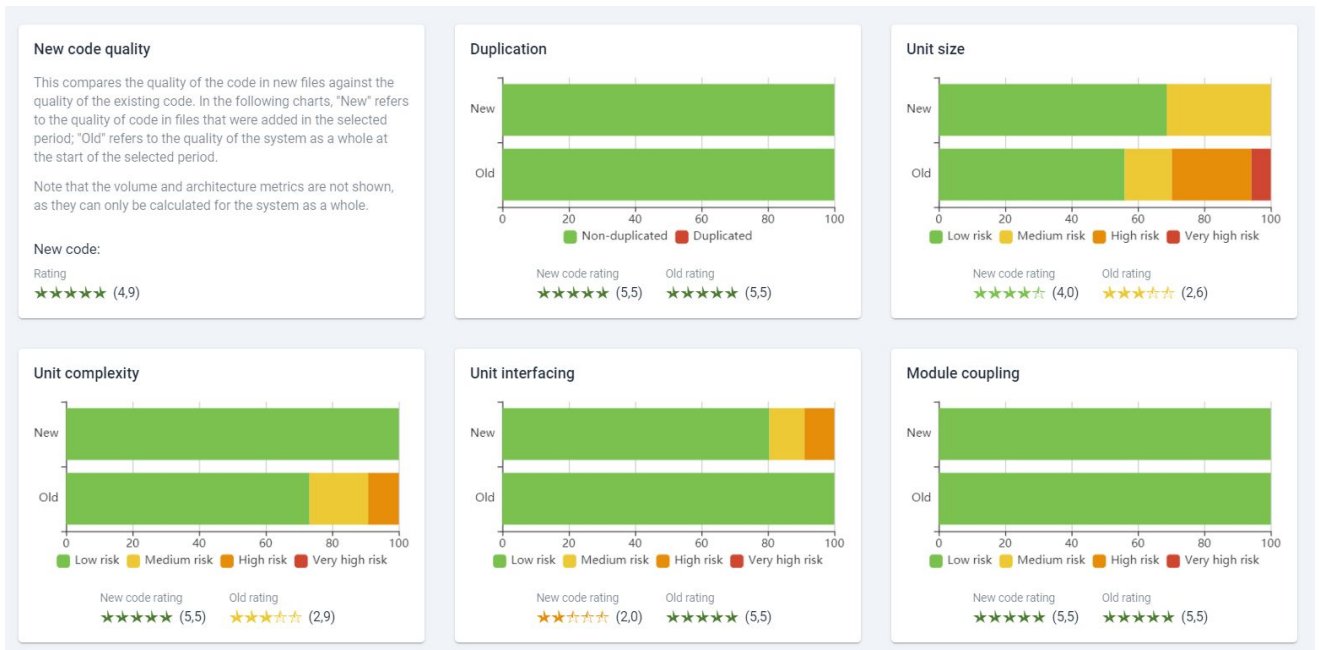 New code quality
This compares the quality of the code in new files against the
quality of the existing code. In the following charts, "New" refers
to the quality of code in files that were added in the selected
period; "Old" refers to the quality of the system as a whole at
the start of the selected period.
Note that the volume and architecture metrics are not shown,
as they can only be calculated for the system as a whole.
New code:
Rating
(4,9)
Duplication
New
Old
0 20 40 60 80 100
Non-duplicated Duplicated
New code rating Old rating
(5,5) (5,5)
Unit size
New
Old
0 20 40 60 80 100
Low risk Medium risk High risk Very high risk
New code rating Old rating
(4,0) (2,6)
Unit complexity
New
Old
0 20 40 60 80 100
Low risk Medium risk High risk Very high risk
New code rating Old rating
(5,5) (2,9)
Unit interfacing
New
Old
0 20 40 60 80 100
Low risk Medium risk High risk Very high risk
New code rating Old rating
(2,0) (5,5)
Module coupling
New
Old
0 20 40 60 80 100
Low risk Medium risk High risk Very high risk
New code rating Old rating
(5,5) (5,5)